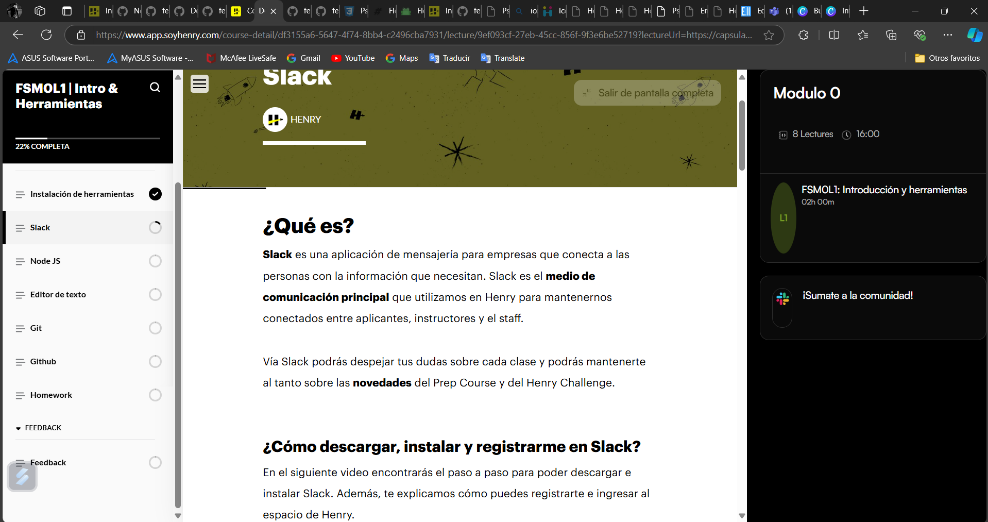 https://www.app.soyhenry.com/course-detail/df3155a6-5647-4f74-8bb4-c2496cba7931/lecture/9ef093cf-27eb-45cc-856f-9f3e6be52719?lectureUrl=https://capsula...
ASUS Software Port...
MyASUS Software -...
McAfee LiveSafe
Gmail
YouTube
Maps
Traducir
Translate
Otros favoritos
FSM0L1 | Intro &
Herramientas
22% COMPLETA
Instalación de herramientas
Slack
Node JS
Editor de texto
Git
Github
Homework
FEEDBACK
Feedback
Slack
Salir de pantalla completa
HENRY
¿Qué es?
Slack es una aplicación de mensajería para empresas que conecta a las
personas con la información que necesitan. Slack es el medio de
comunicación principal que utilizamos en Henry para mantenernos
conectados entre aplicantes, instructores y el staff.
Vía Slack podrás despejar tus dudas sobre cada clase y podrás mantenerte
al tanto sobre las novedades del Prep Course y del Henry Challenge.
¿Cómo descargar, instalar y registrarme en Slack?
En el siguiente video encontrarás el paso a paso para poder descargar e
instalar Slack. Además, te explicamos cómo puedes registrarte e ingresar al
espacio de Henry.
Modulo 0
8 Lectures
16:00
L1
FSM0L1: Introducción y herramientas
02h 00m
¡Sumate a la comunidad!